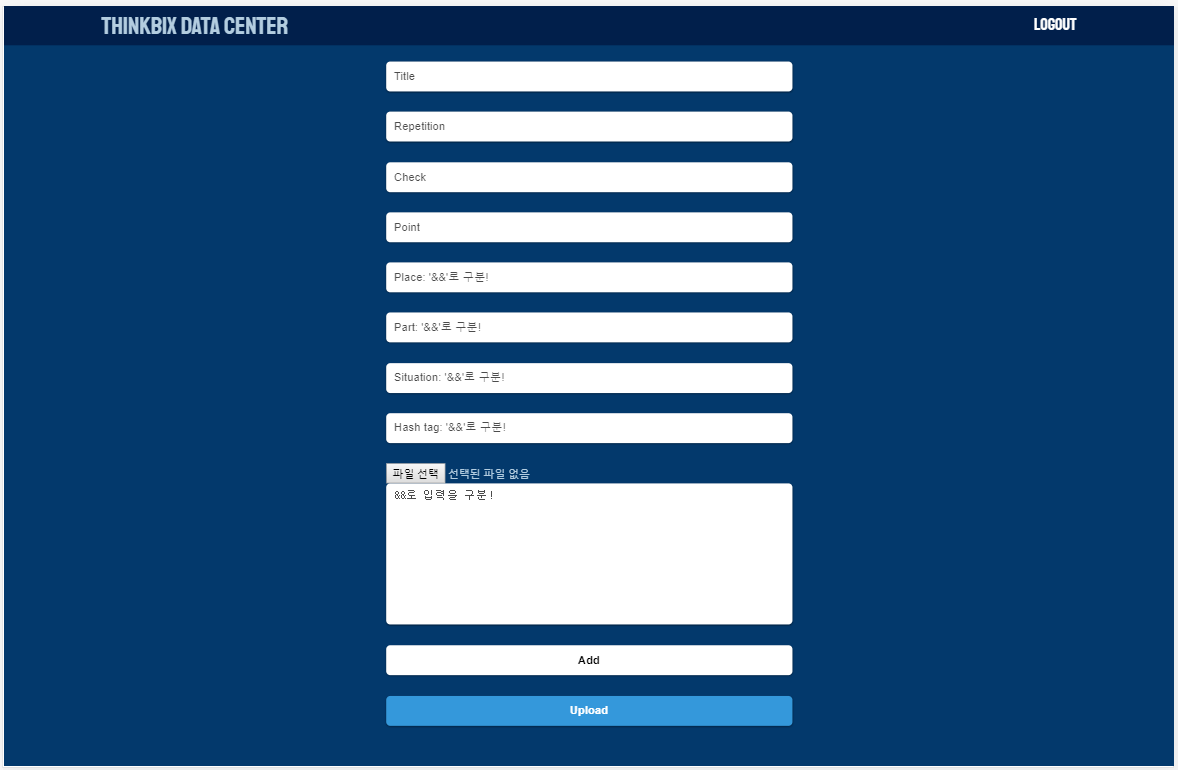 THINKBIX DATA CENTER
LOGOUT
Title
Repetition
Check
Point
Place: '&&'로 구분!
Part: '&&'로 구분!
Situation: '&&'로 구분!
Hash tag: '&&'로 구분!
파일 선택 선택된 파일 없음
&&로 입력을 구분!
Add
Upload